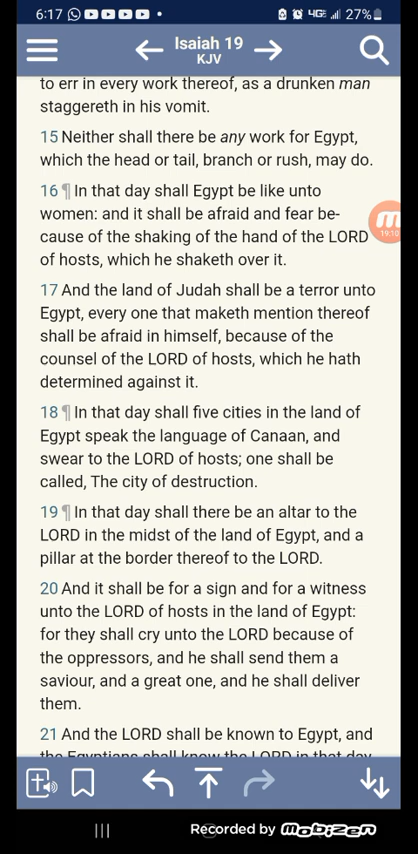 6:17 4GE 27%
Isaiah 19
KJV
to err in every work thereof, as a drunken man
staggereth in his vomit.
15 Neither shall there be any work for Egypt,
which the head or tail, branch or rush, may do.
16 ¶ In that day shall Egypt be like unto
women: and it shall be afraid and fear be-
cause of the shaking of the hand of the LORD
of hosts, which he shaketh over it.
19:10
17 And the land of Judah shall be a terror unto
Egypt, every one that maketh mention thereof
shall be afraid in himself, because of the
counsel of the LORD of hosts, which he hath
determined against it.
18 ¶ In that day shall five cities in the land of
Egypt speak the language of Canaan, and
swear to the LORD of hosts; one shall be
called, The city of destruction.
19 ¶ In that day shall there be an altar to the
LORD in the midst of the land of Egypt, and a
pillar at the border thereof to the LORD.
20 And it shall be for a sign and for a witness
unto the LORD of hosts in the land of Egypt:
for they shall cry unto the LORD because of
the oppressors, and he shall send them a
saviour, and a great one, and he shall deliver
them.
21 And the LORD shall be known to Egypt, and
the Egyptians shall know the LORD in that day
Recorded by mobizen